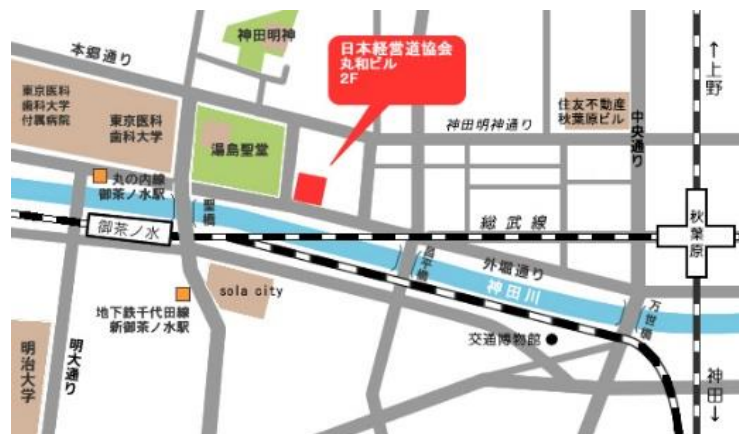 本郷通り
神田明神
日本経営道協会
丸和ビル
2F
↑上野
東京医科
歯科大学
付属病院
東京医科
歯科大学
湯島聖堂
神田明神通り
住友不動産
秋葉原ビル
中央通り
丸の内線
御茶ノ水駅
聖橋
御茶ノ水
総武線
秋葉原
昌平橋
外堀通り
神田川
sola city
万世橋
地下鉄千代田線
新御茶ノ水駅
交通博物館
明治大学
明大通り
神田↓